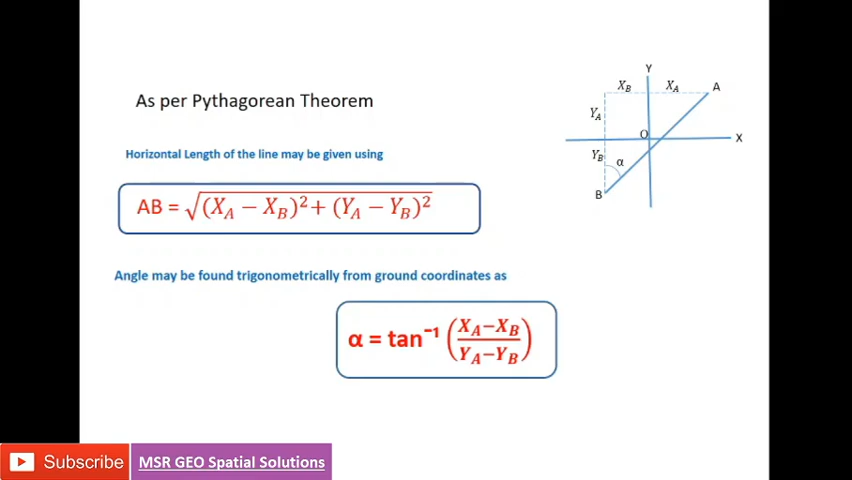 As per Pythagorean Theorem
Horizontal Length of the line may be given using
AB = √(X_A − X_B)² + (Y_A − Y_B)²
Angle may be found trigonometrically from ground coordinates as
α = tan⁻¹ (X_A−X_B / Y_A−Y_B)
Y
X_B X_A A
Y_A
O X
Y_B α
B
Subscribe MSR GEO Spatial Solutions